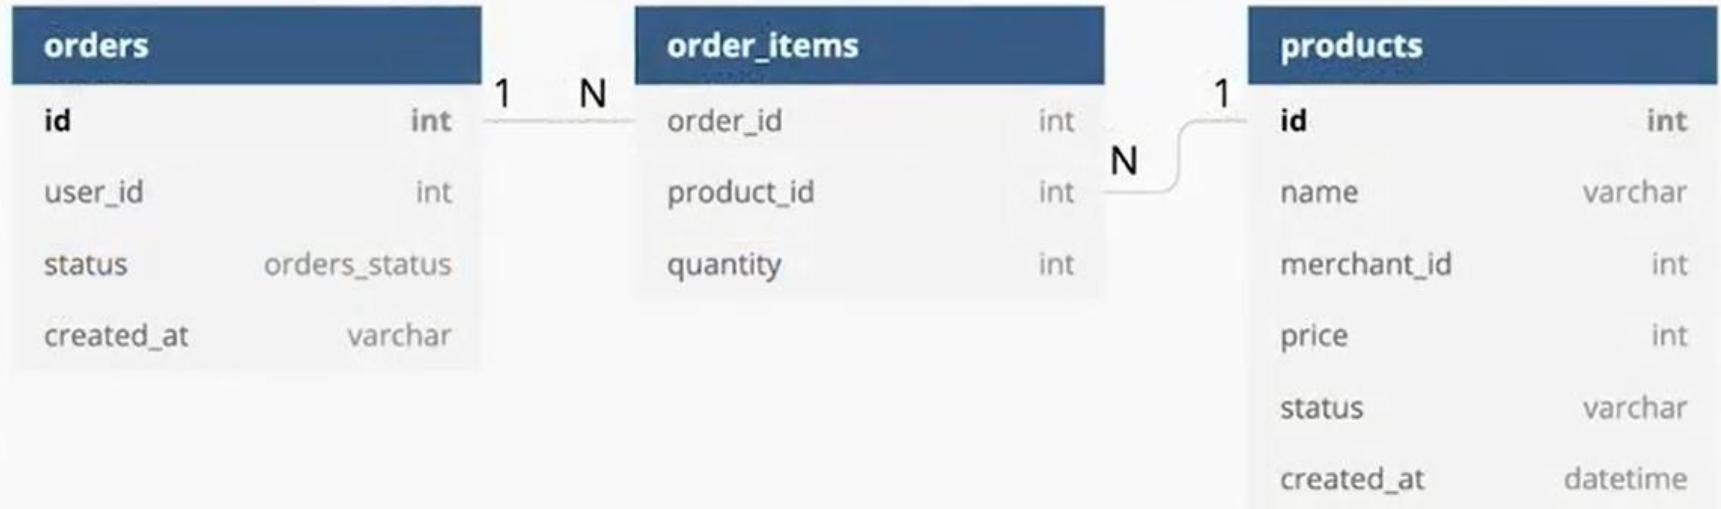 orders
id int
user_id int
status orders_status
created_at varchar
1 N
order_items
order_id int
product_id int
quantity int
N 1
products
id int
name varchar
merchant_id int
price int
status varchar
created_at datetime